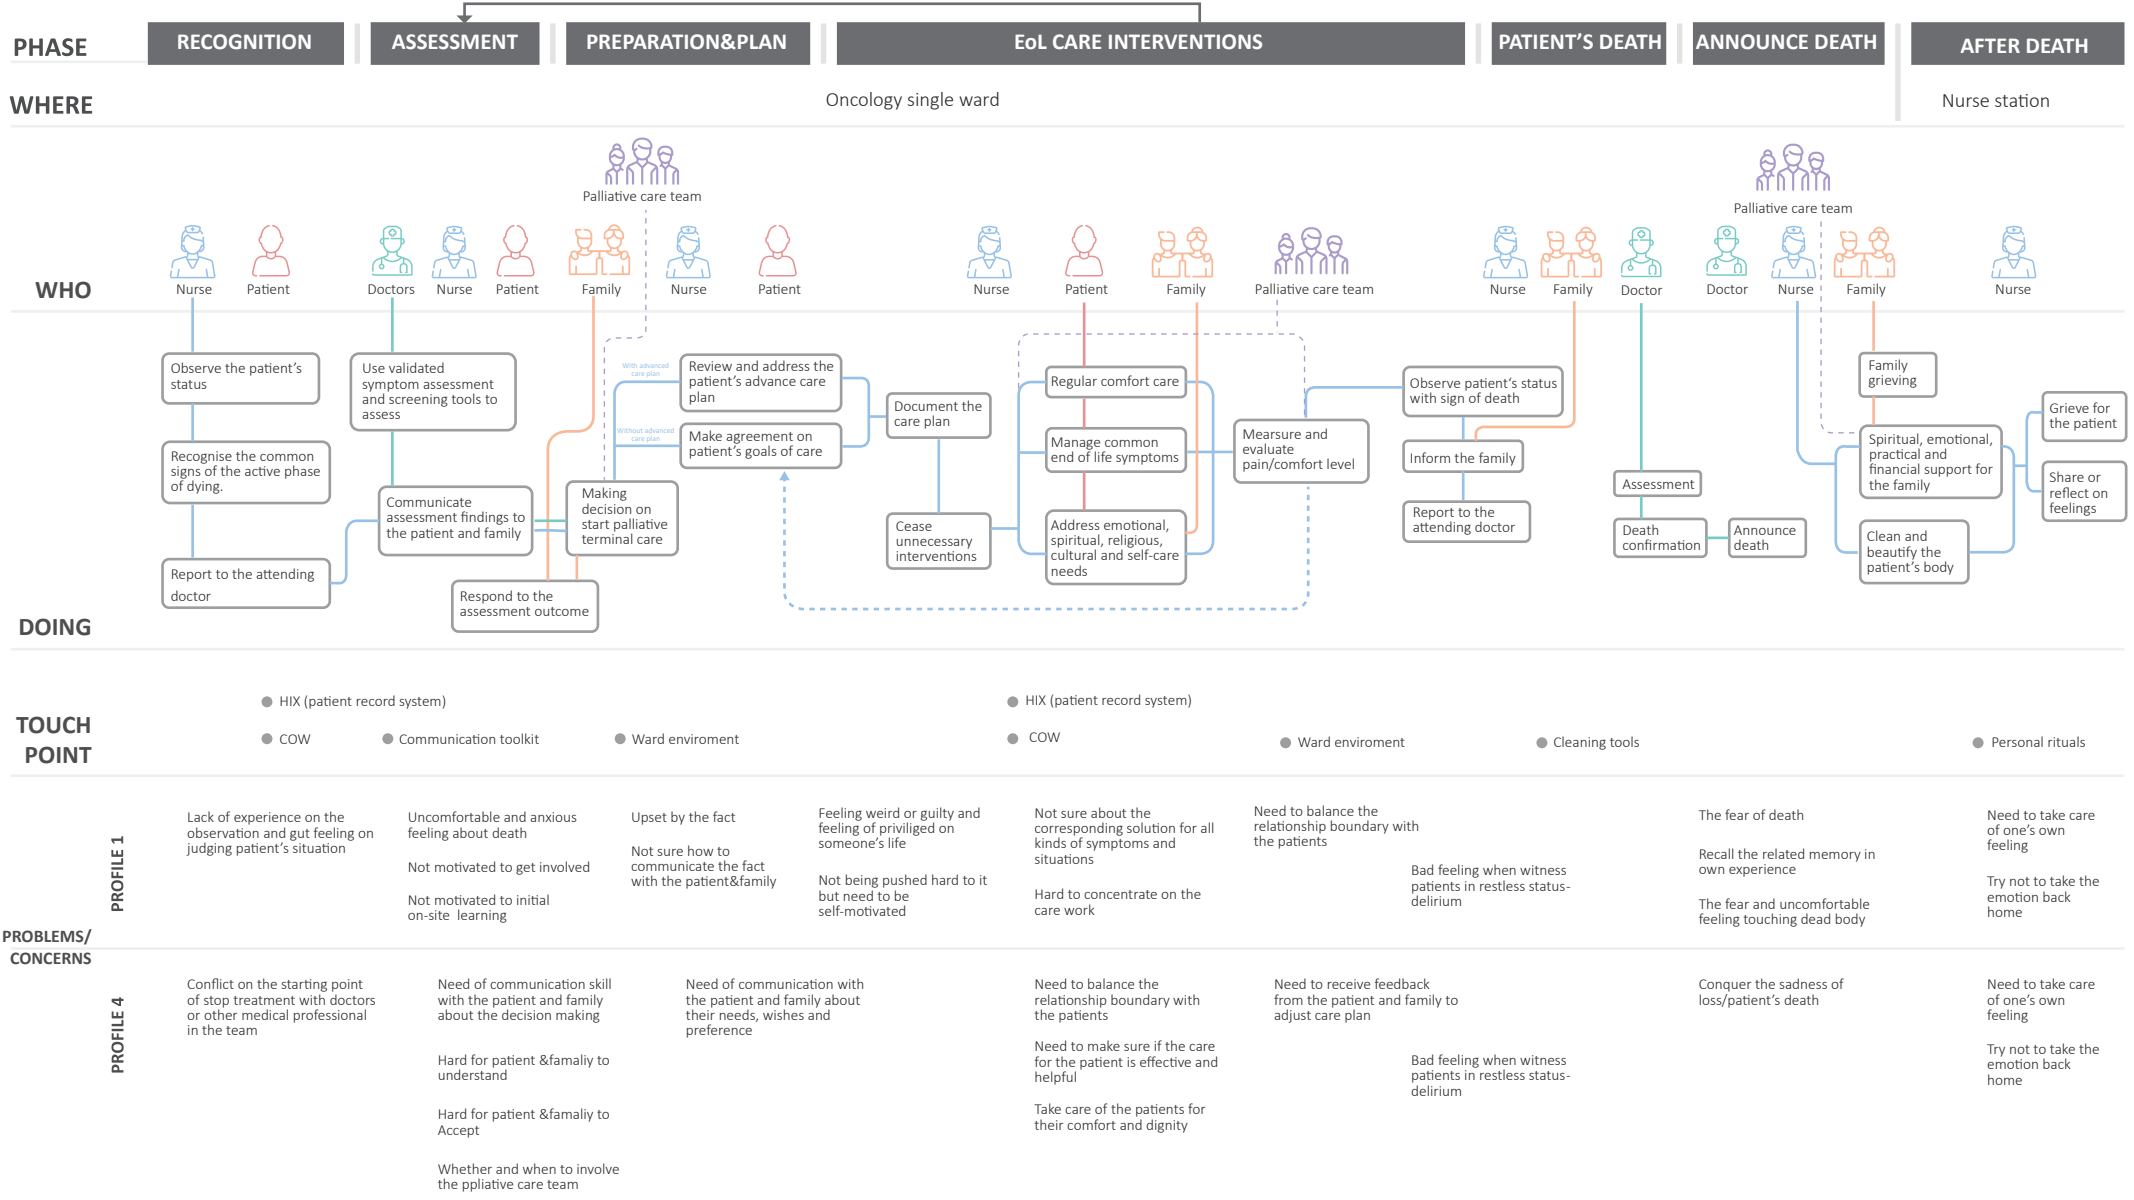 PHASE
RECOGNITION
ASSESSMENT
PREPARATION&PLAN
EoL CARE INTERVENTIONS
PATIENT'S DEATH
ANNOUNCE DEATH
AFTER DEATH
WHERE
Oncology single ward
Nurse station
WHO
Nurse
Patient
Doctors
Nurse
Patient
Family
Palliative care team
Nurse
Patient
Nurse
Patient
Family
Palliative care team
Nurse
Family
Doctor
Doctor
Nurse
Palliative care team
Family
Nurse
DOING
Observe the patient's
status
Recognise the common
signs of the active phase
of dying.
Report to the attending
doctor
Use validated
symptom assessment
and screening tools to
assess
Communicate
assessment findings to
the patient and family
Respond to the
assessment outcome
Making
decision on
start palliative
terminal care
With advanced
care plan
Without advanced
care plan
Review and address the
patient's advance care
plan
Make agreement on
patient's goals of care
Document the
care plan
Cease
unnecessary
interventions
Regular comfort care
Manage common
end of life symptoms
Address emotional,
spiritual, religious,
cultural and self-care
needs
Mearsure and
evaluate
pain/comfort level
Observe patient's status
with sign of death
Inform the family
Report to the
attending doctor
Assessment
Death
confirmation
Announce
death
Family
grieving
Spiritual, emotional,
practical and
financial support for
the family
Clean and
beautify the
patient's body
Grieve for
the patient
Share or
reflect on
feelings
TOUCH
POINT
HIX (patient record system)
COW
Communication toolkit
Ward enviroment
HIX (patient record system)
COW
Ward enviroment
Cleaning tools
Personal rituals
PROBLEMS/
CONCERNS
PROFILE 1
Lack of experience on the
observation and gut feeling on
judging patient's situation
Uncomfortable and anxious
feeling about death
Not motivated to get involved
Not motivated to initial
on-site learning
Upset by the fact
Not sure how to
communicate the fact
with the patient&family
Feeling weird or guilty and
feeling of priviliged on
someone's life
Not being pushed hard to it
but need to be
self-motivated
Not sure about the
corresponding solution for all
kinds of symptoms and
situations
Hard to concentrate on the
care work
Need to balance the
relationship boundary with
the patients
Bad feeling when witness
patients in restless status-
delirium
The fear of death
Recall the related memory in
own experience
The fear and uncomfortable
feeling touching dead body
Need to take care
of one's own
feeling
Try not to take the
emotion back
home
PROFILE 4
Conflict on the starting point
of stop treatment with doctors
or other medical professional
in the team
Need of communication skill
with the patient and family
about the decision making
Hard for patient &famaliy to
understand
Hard for patient &famaliy to
Accept
Whether and when to involve
the ppliative care team
Need of communication with
the patient and family about
their needs, wishes and
preference
Need to balance the
relationship boundary with
the patients
Need to make sure if the care
for the patient is effective and
helpful
Take care of the patients for
their comfort and dignity
Need to receive feedback
from the patient and family to
adjust care plan
Bad feeling when witness
patients in restless status-
delirium
Conquer the sadness of
loss/patient's death
Need to take care
of one's own
feeling
Try not to take the
emotion back
home